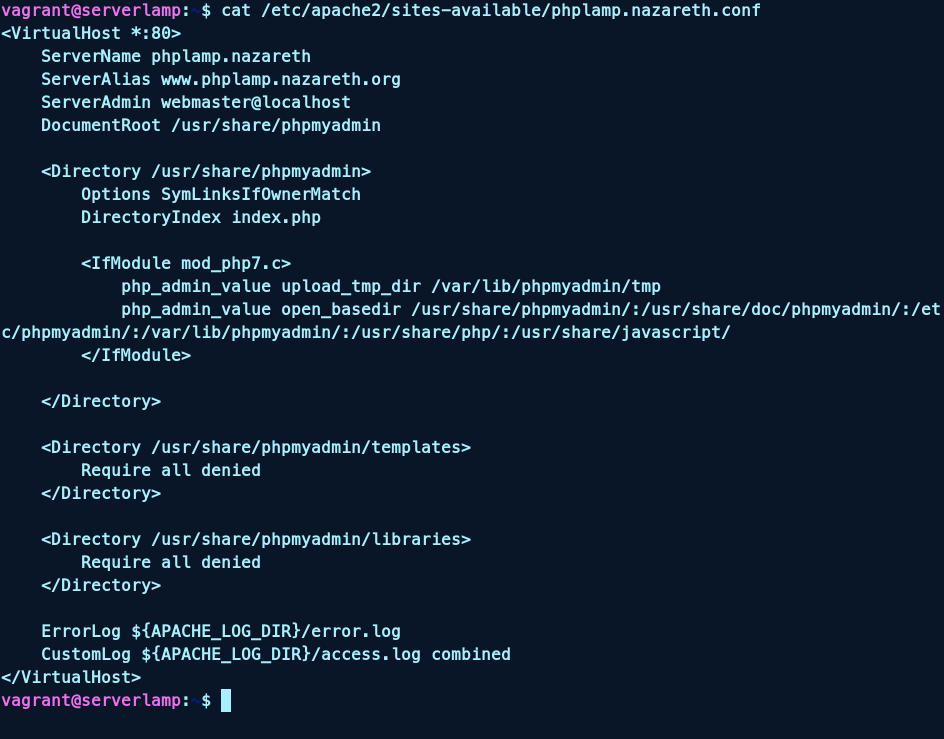 vagrant@serverlamp:~$ cat /etc/apache2/sites-available/phplamp.nazareth.conf
<VirtualHost *:80>
    ServerName phplamp.nazareth
    ServerAlias www.phplamp.nazareth.org
    ServerAdmin webmaster@localhost
    DocumentRoot /usr/share/phpmyadmin

    <Directory /usr/share/phpmyadmin>
        Options SymLinksIfOwnerMatch
        DirectoryIndex index.php

        <IfModule mod_php7.c>
            php_admin_value upload_tmp_dir /var/lib/phpmyadmin/tmp
            php_admin_value open_basedir /usr/share/phpmyadmin/:/usr/share/doc/phpmyadmin/:/et
c/phpmyadmin/:/var/lib/phpmyadmin/:/usr/share/php/:/usr/share/javascript/
        </IfModule>

    </Directory>

    <Directory /usr/share/phpmyadmin/templates>
        Require all denied
    </Directory>

    <Directory /usr/share/phpmyadmin/libraries>
        Require all denied
    </Directory>

    ErrorLog ${APACHE_LOG_DIR}/error.log
    CustomLog ${APACHE_LOG_DIR}/access.log combined
</VirtualHost>
vagrant@serverlamp:~$